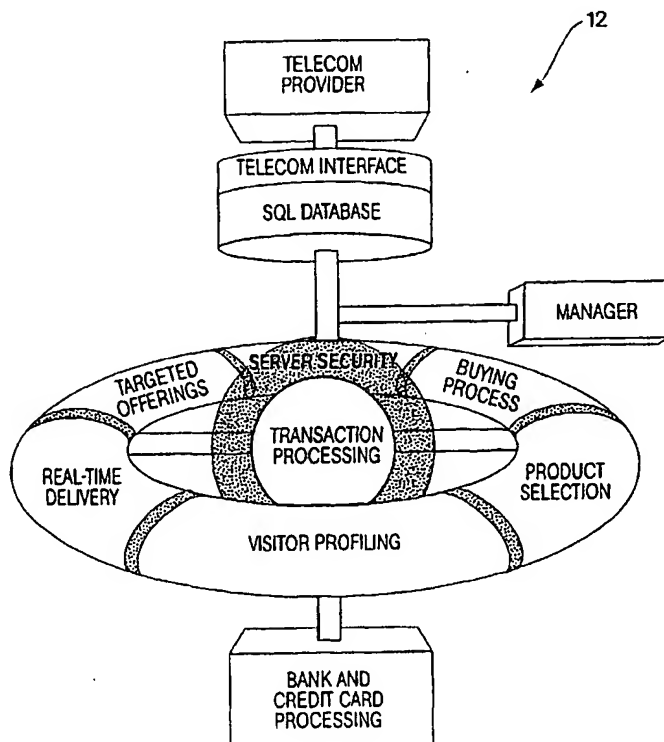 12
TELECOM
PROVIDER
TELECOM INTERFACE
SQL DATABASE
MANAGER
SERVER SECURITY
TARGETED
OFFERINGS
BUYING
PROCESS
TRANSACTION
PROCESSING
REAL-TIME
DELIVERY
PRODUCT
SELECTION
VISITOR PROFILING
BANK AND
CREDIT CARD
PROCESSING